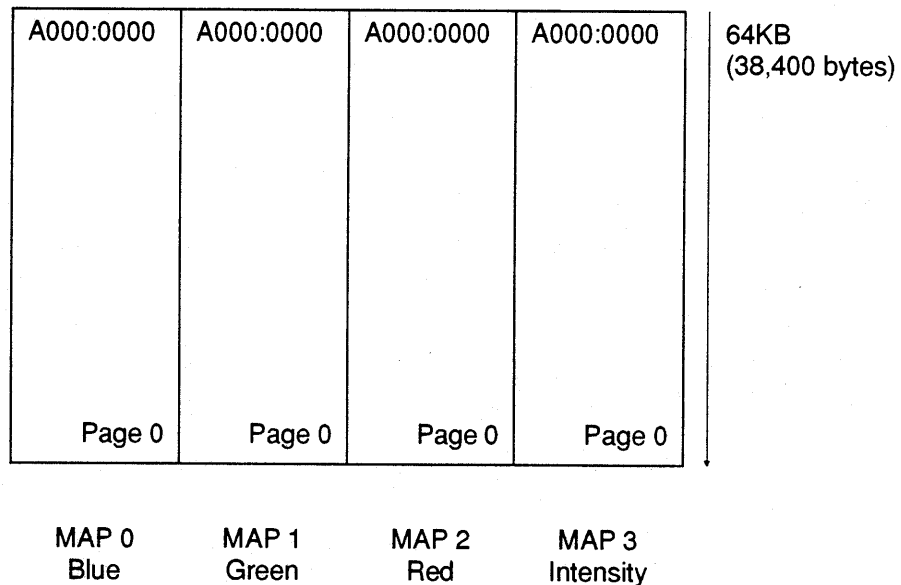 A000:0000 A000:0000 A000:0000 A000:0000
64KB
(38,400 bytes)
Page 0 Page 0 Page 0 Page 0
MAP 0 MAP 1 MAP 2 MAP 3
Blue Green Red Intensity